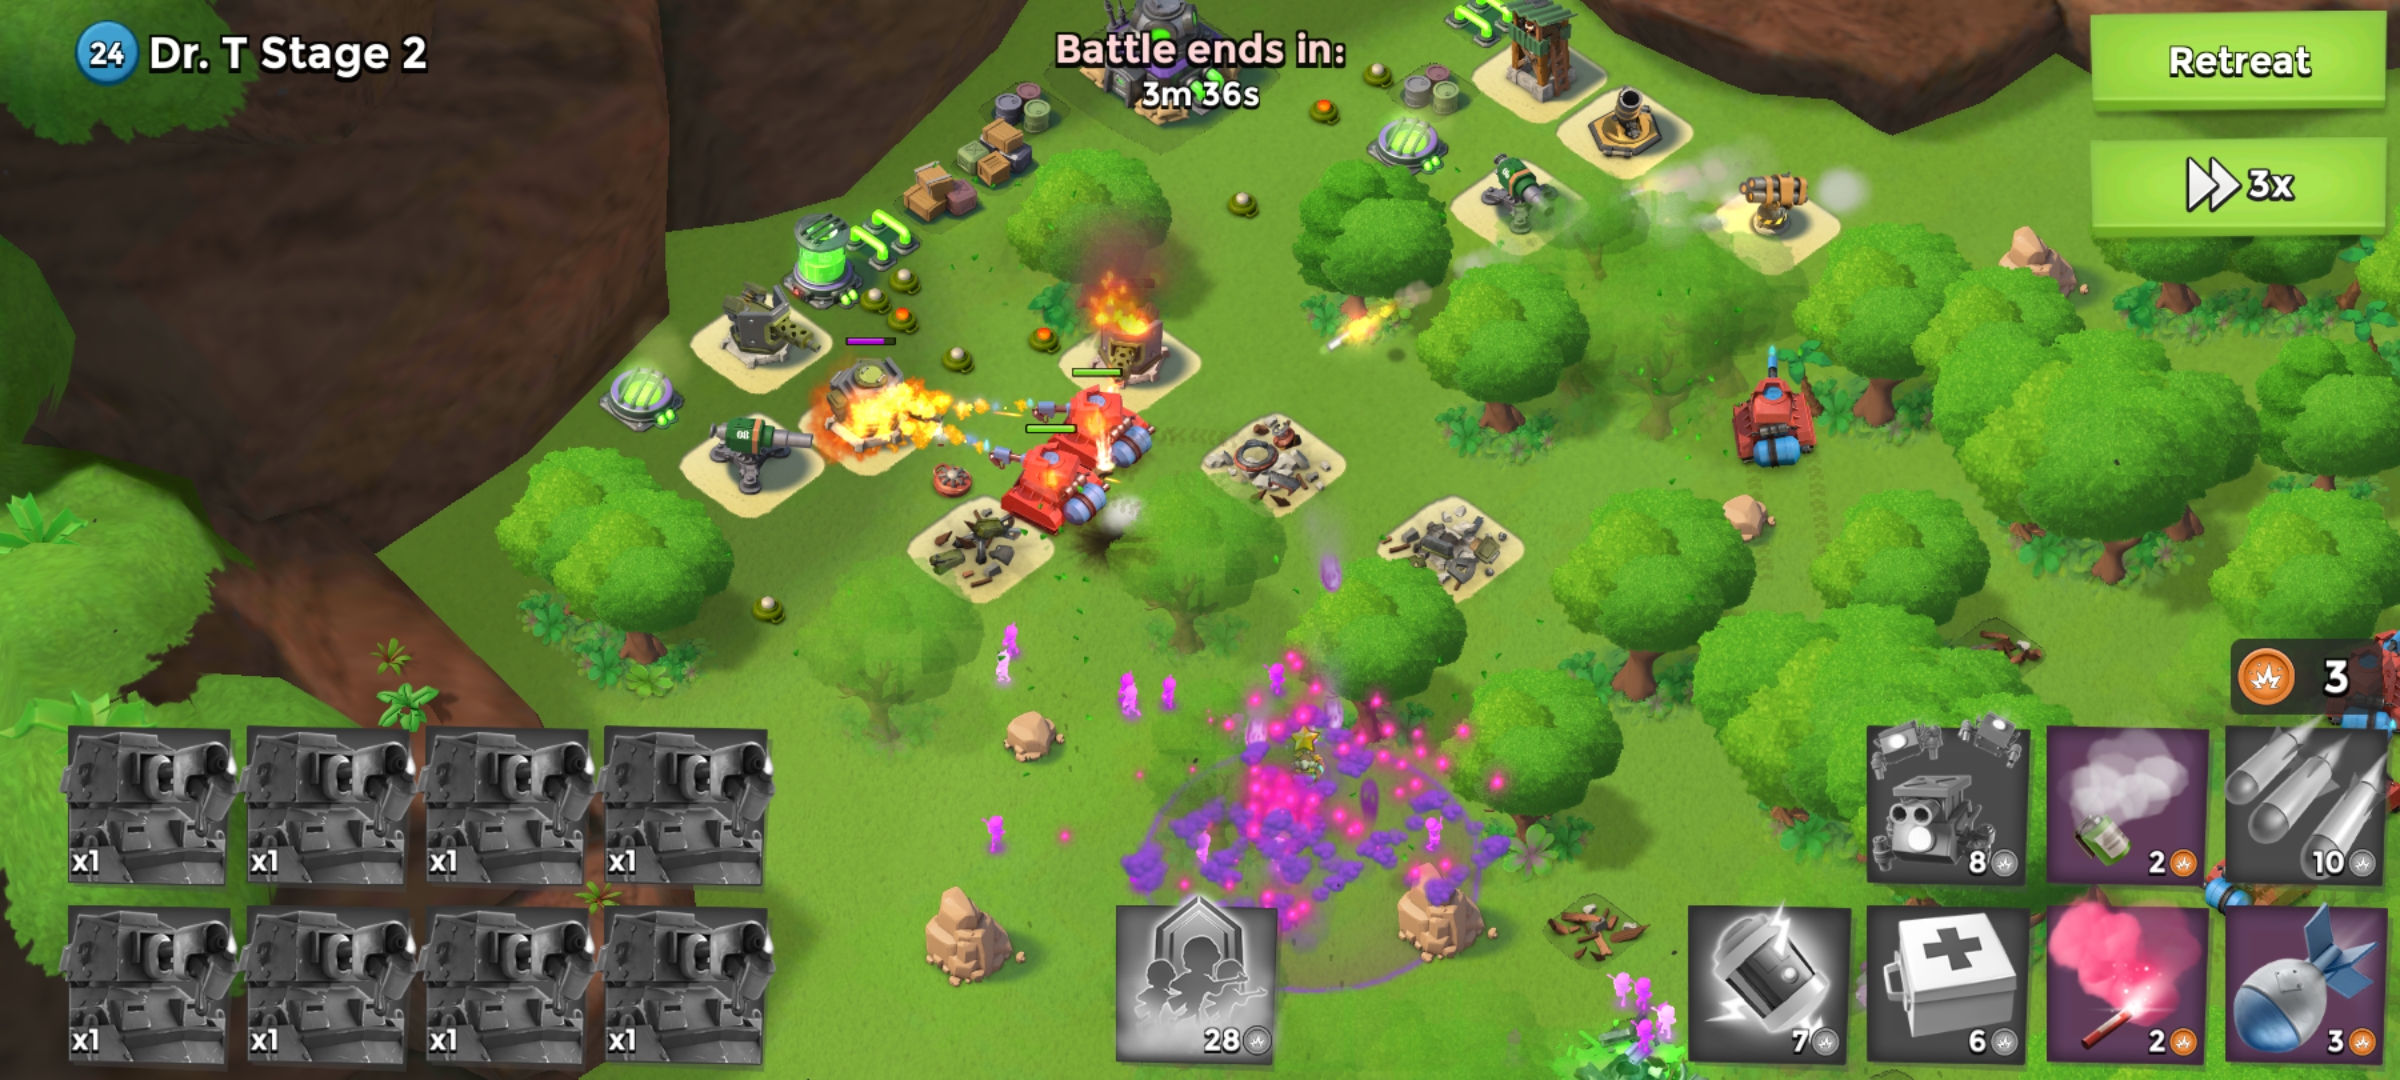 24 Dr. T Stage 2
Battle ends in:
3m 36s
Retreat
3x
3
8
2
10
x1
x1
x1
x1
x1
x1
x1
x1
28
7
6
2
3
08